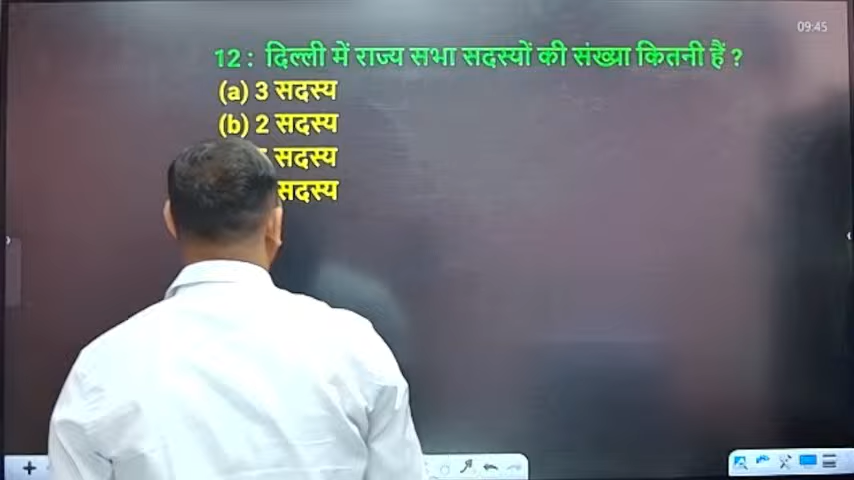 09:45
12 : दिल्ली में राज्य सभा सदस्यों की संख्या कितनी हैं ?
(a) 3 सदस्य
(b) 2 सदस्य
सदस्य
सदस्य